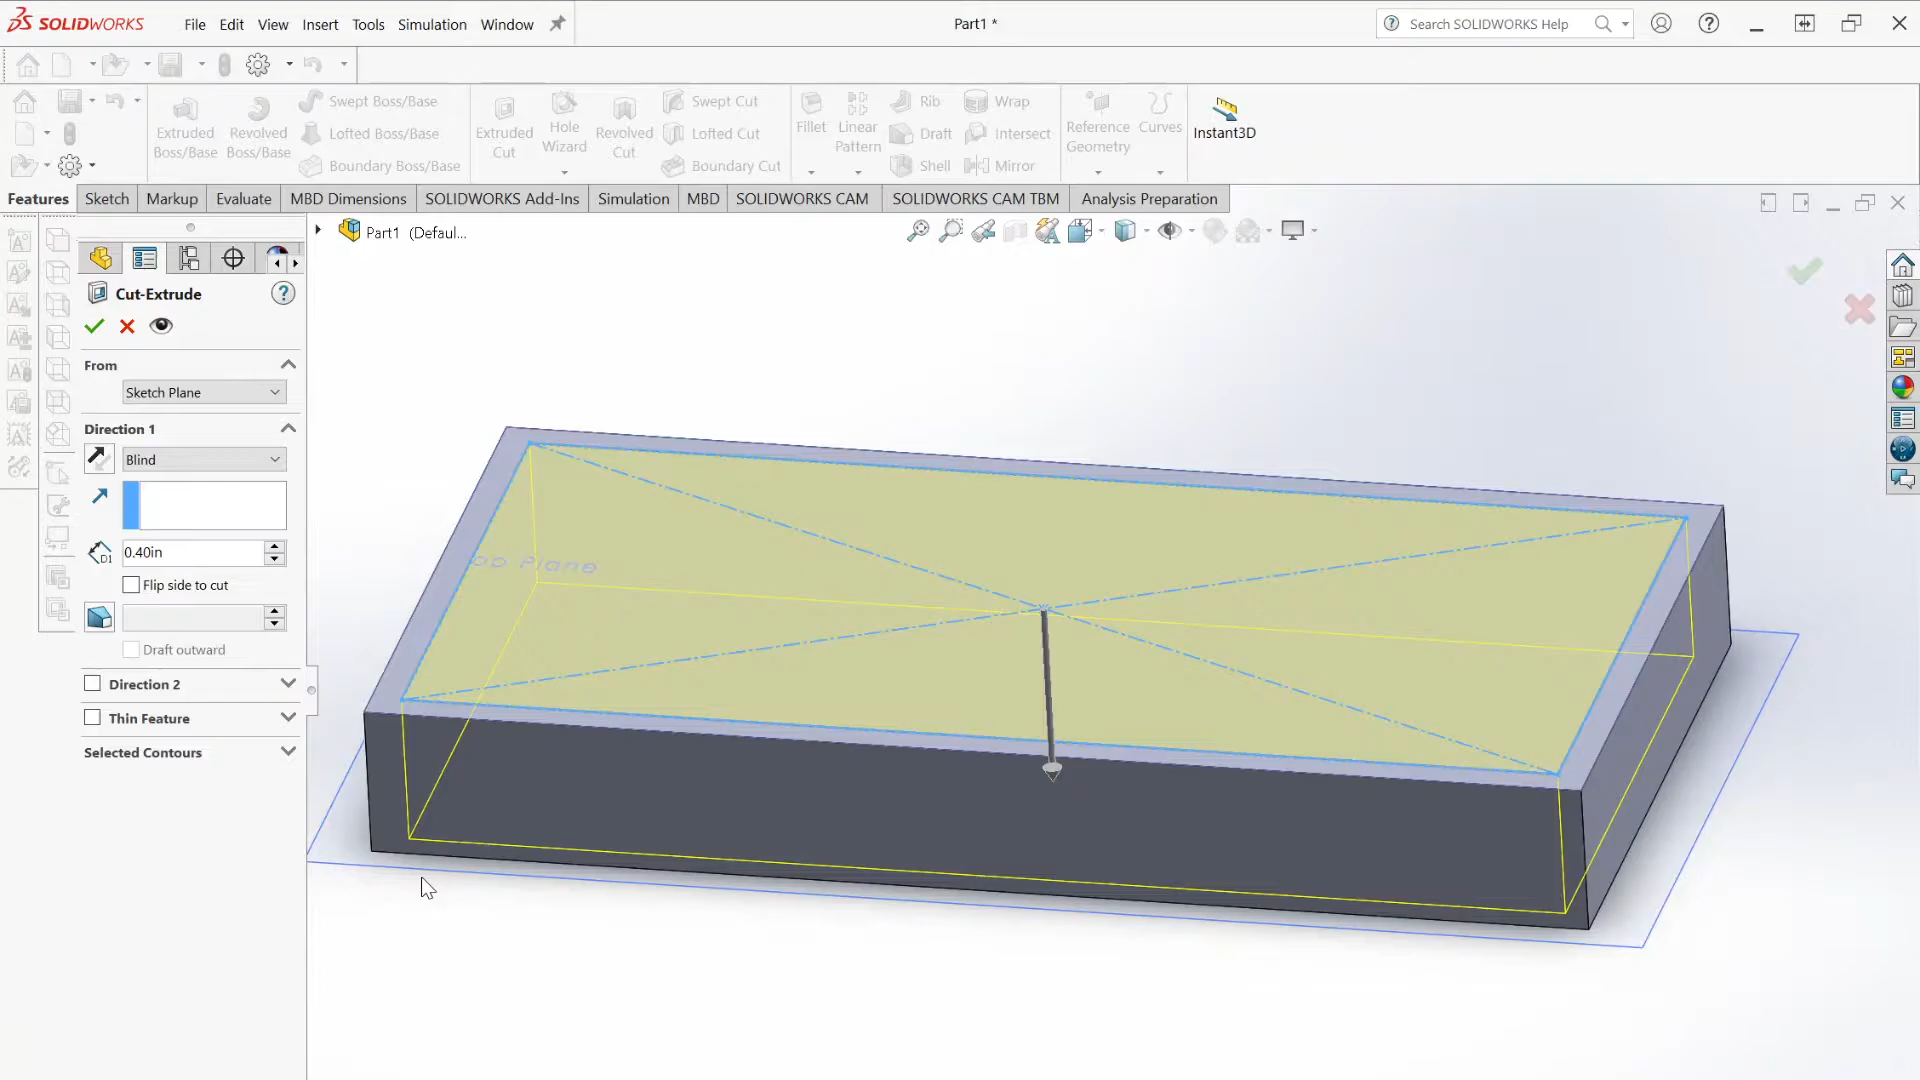 SOLIDWORKS File Edit View Insert Tools Simulation Window Part1 * Search SOLIDWORKS Help
Extruded Boss/Base
Revolved Boss/Base
Swept Boss/Base
Lofted Boss/Base
Boundary Boss/Base
Extruded Cut
Hole Wizard
Revolved Cut
Swept Cut
Lofted Cut
Boundary Cut
Fillet
Linear Pattern
Rib
Draft
Shell
Wrap
Intersect
Mirror
Reference Geometry
Curves
Instant3D
Features Sketch Markup Evaluate MBD Dimensions SOLIDWORKS Add-Ins Simulation MBD SOLIDWORKS CAM SOLIDWORKS CAM TBM Analysis Preparation
Part1 (Defaul...
Cut-Extrude
From
Sketch Plane
Direction 1
Blind
D1 0.40in
Flip side to cut
Draft outward
Direction 2
Thin Feature
Selected Contours
op Plane